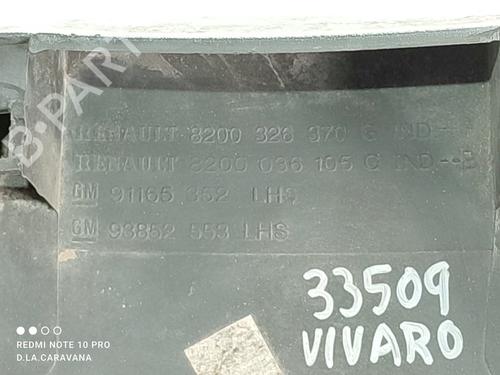 B-PARTS
RENAULT 8200 326 370 G IND--
RENAULT 8200 036 105 C IND--B
GM 91165 352 LHS
GM 93852 553 LHS
33509
VIVARO
REDMI NOTE 10 PRO
D.LA.CARAVANA